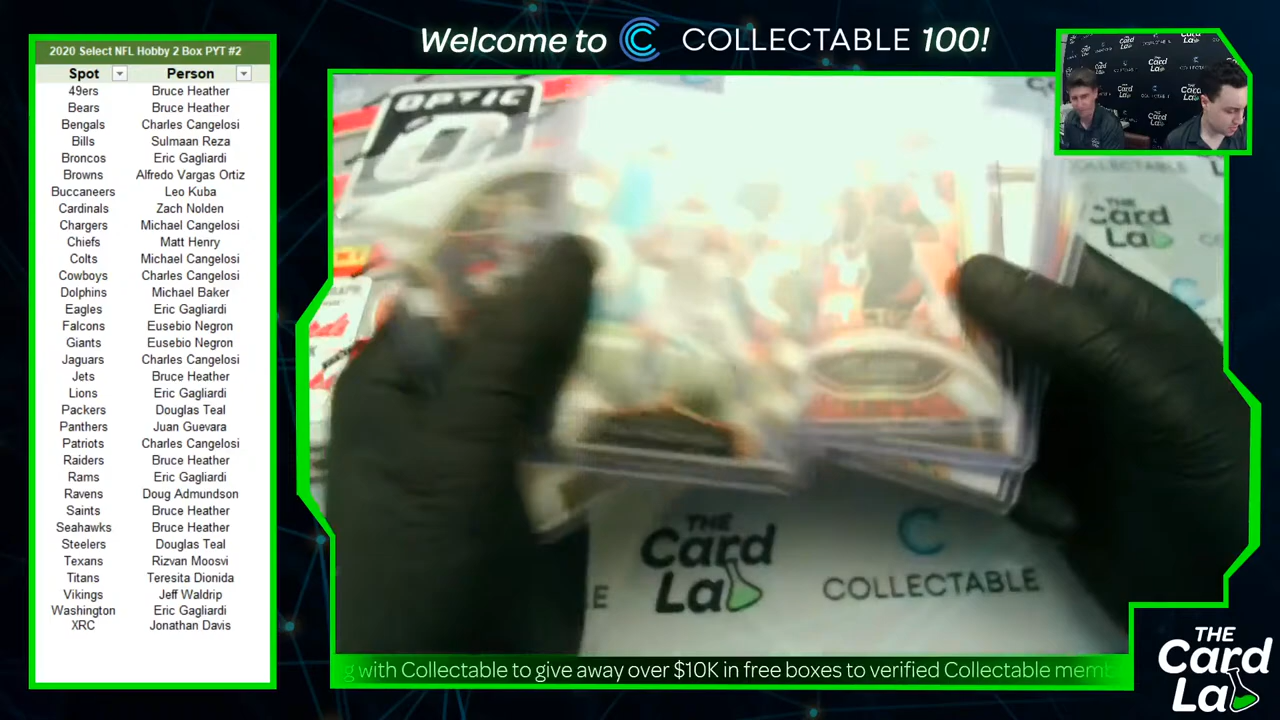 Welcome to COLLECTABLE 100!
2020 Select NFL Hobby 2 Box PYT #2
Spot Person
49ers Bruce Heather
Bears Bruce Heather
Bengals Charles Cangelosi
Bills Sulmaan Reza
Broncos Eric Gagliardi
Browns Alfredo Vargas Ortiz
Buccaneers Leo Kuba
Cardinals Zach Nolden
Chargers Michael Cangelosi
Chiefs Matt Henry
Colts Michael Cangelosi
Cowboys Charles Cangelosi
Dolphins Michael Baker
Eagles Eric Gagliardi
Falcons Eusebio Negron
Giants Eusebio Negron
Jaguars Charles Cangelosi
Jets Bruce Heather
Lions Eric Gagliardi
Packers Douglas Teal
Panthers Juan Guevara
Patriots Charles Cangelosi
Raiders Bruce Heather
Rams Eric Gagliardi
Ravens Doug Admundson
Saints Bruce Heather
Seahawks Bruce Heather
Steelers Douglas Teal
Texans Rizvan Moosvi
Titans Teresita Dionida
Vikings Jeff Waldrip
Washington Eric Gagliardi
XRC Jonathan Davis
OPTIC
COLLECTABLE
THE
Card
Lab
THE
Card
Lab
COLLECTABLE
g with Collectable to give away over $10K in free boxes to verified Collectable memb
THE
Card
Lab